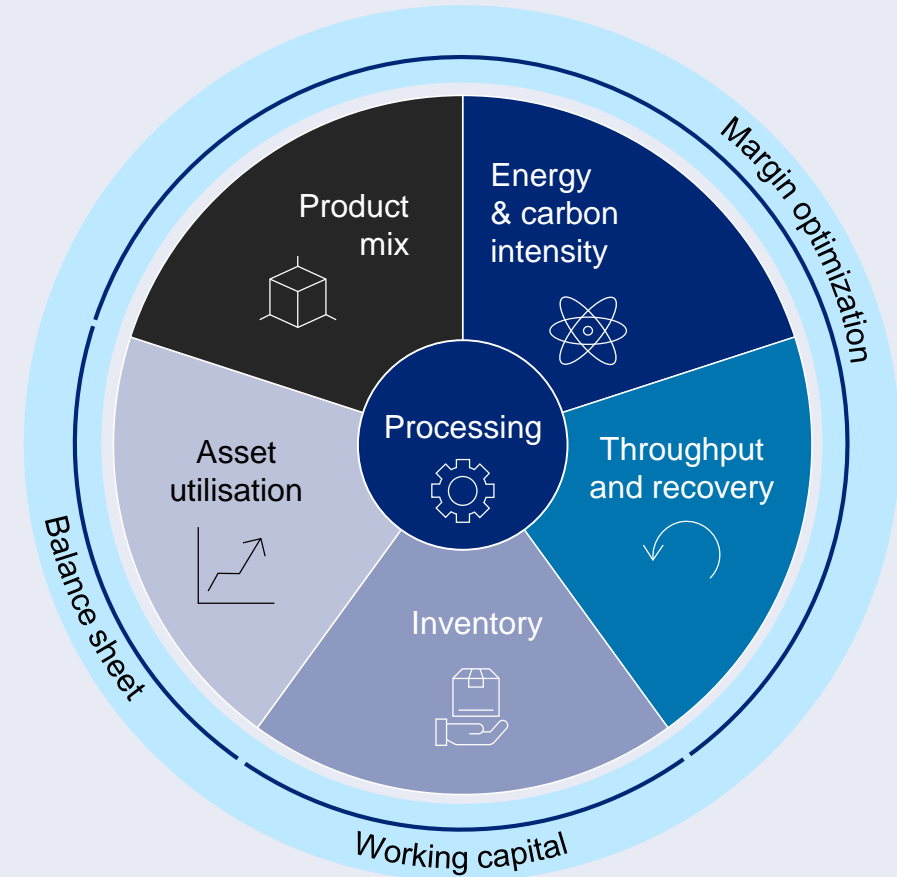 Product
mix
Energy
& carbon
intensity
Margin optimization
Processing
Asset
utilisation
Throughput
and recovery
Inventory
Balance sheet
Working capital